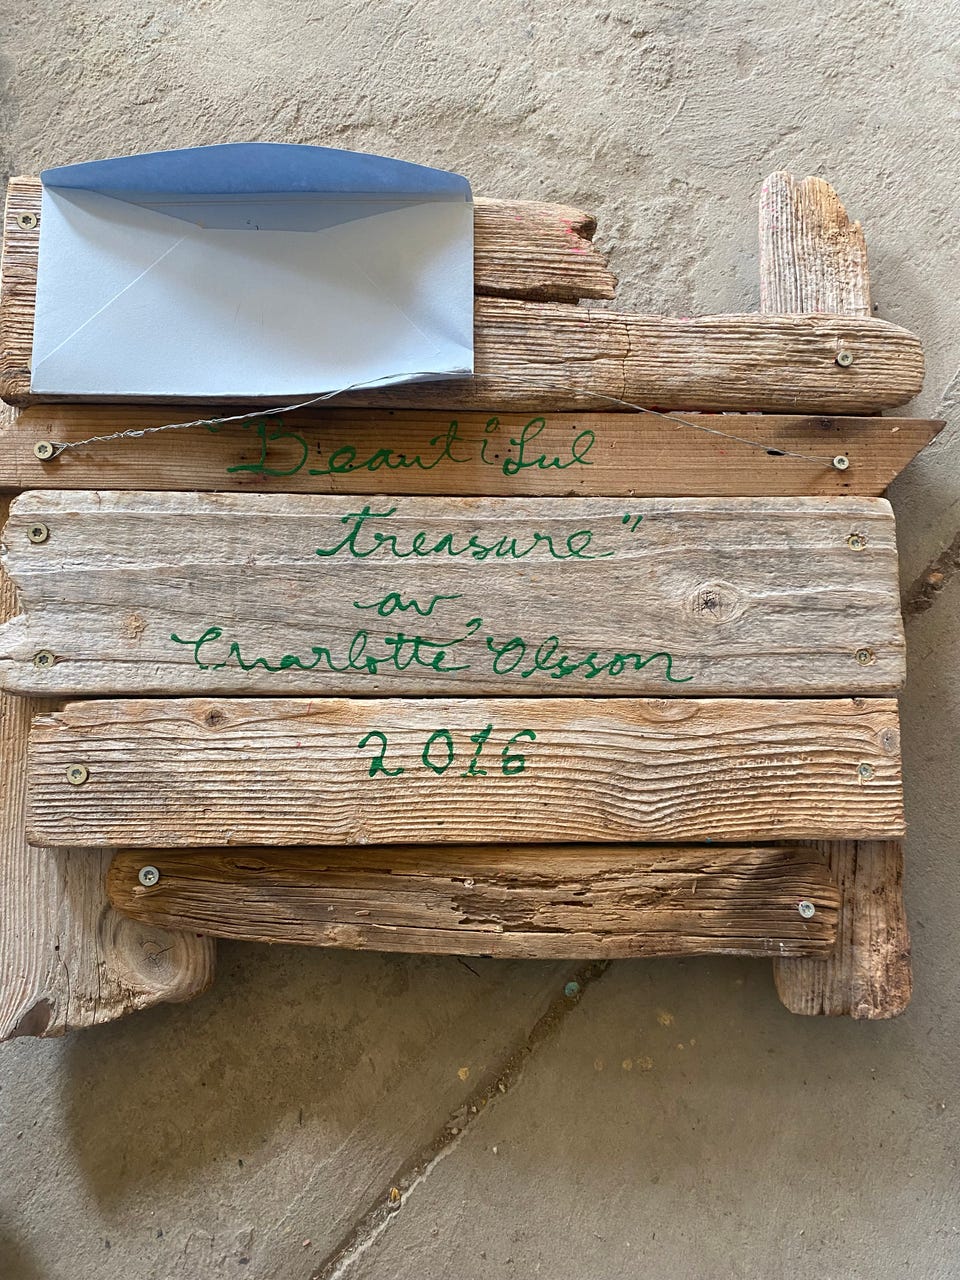 "Beautiful
treasure"
av
Charlotte Olsson
2016